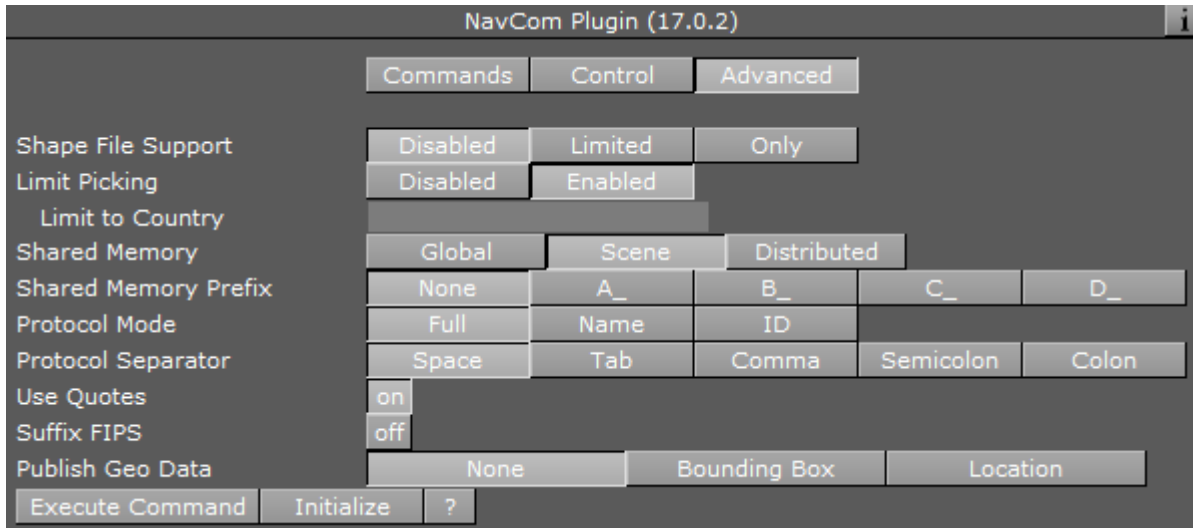 NavCom Plugin (17.0.2) i
Commands Control Advanced
Shape File Support Disabled Limited Only
Limit Picking Disabled Enabled
Limit to Country
Shared Memory Global Scene Distributed
Shared Memory Prefix None A_ B_ C_ D_
Protocol Mode Full Name ID
Protocol Separator Space Tab Comma Semicolon Colon
Use Quotes on
Suffix FIPS off
Publish Geo Data None Bounding Box Location
Execute Command Initialize ?